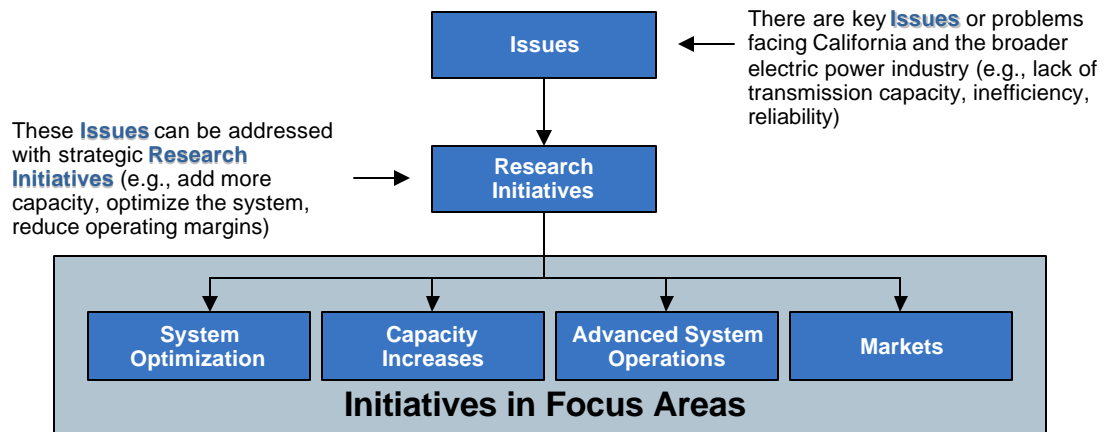 Issues
There are key Issues or problems
facing California and the broader
electric power industry (e.g., lack of
transmission capacity, inefficiency,
reliability)
These Issues can be addressed
with strategic Research
Initiatives (e.g., add more
capacity, optimize the system,
reduce operating margins)
Research
Initiatives
System
Optimization
Capacity
Increases
Advanced System
Operations
Markets
Initiatives in Focus Areas